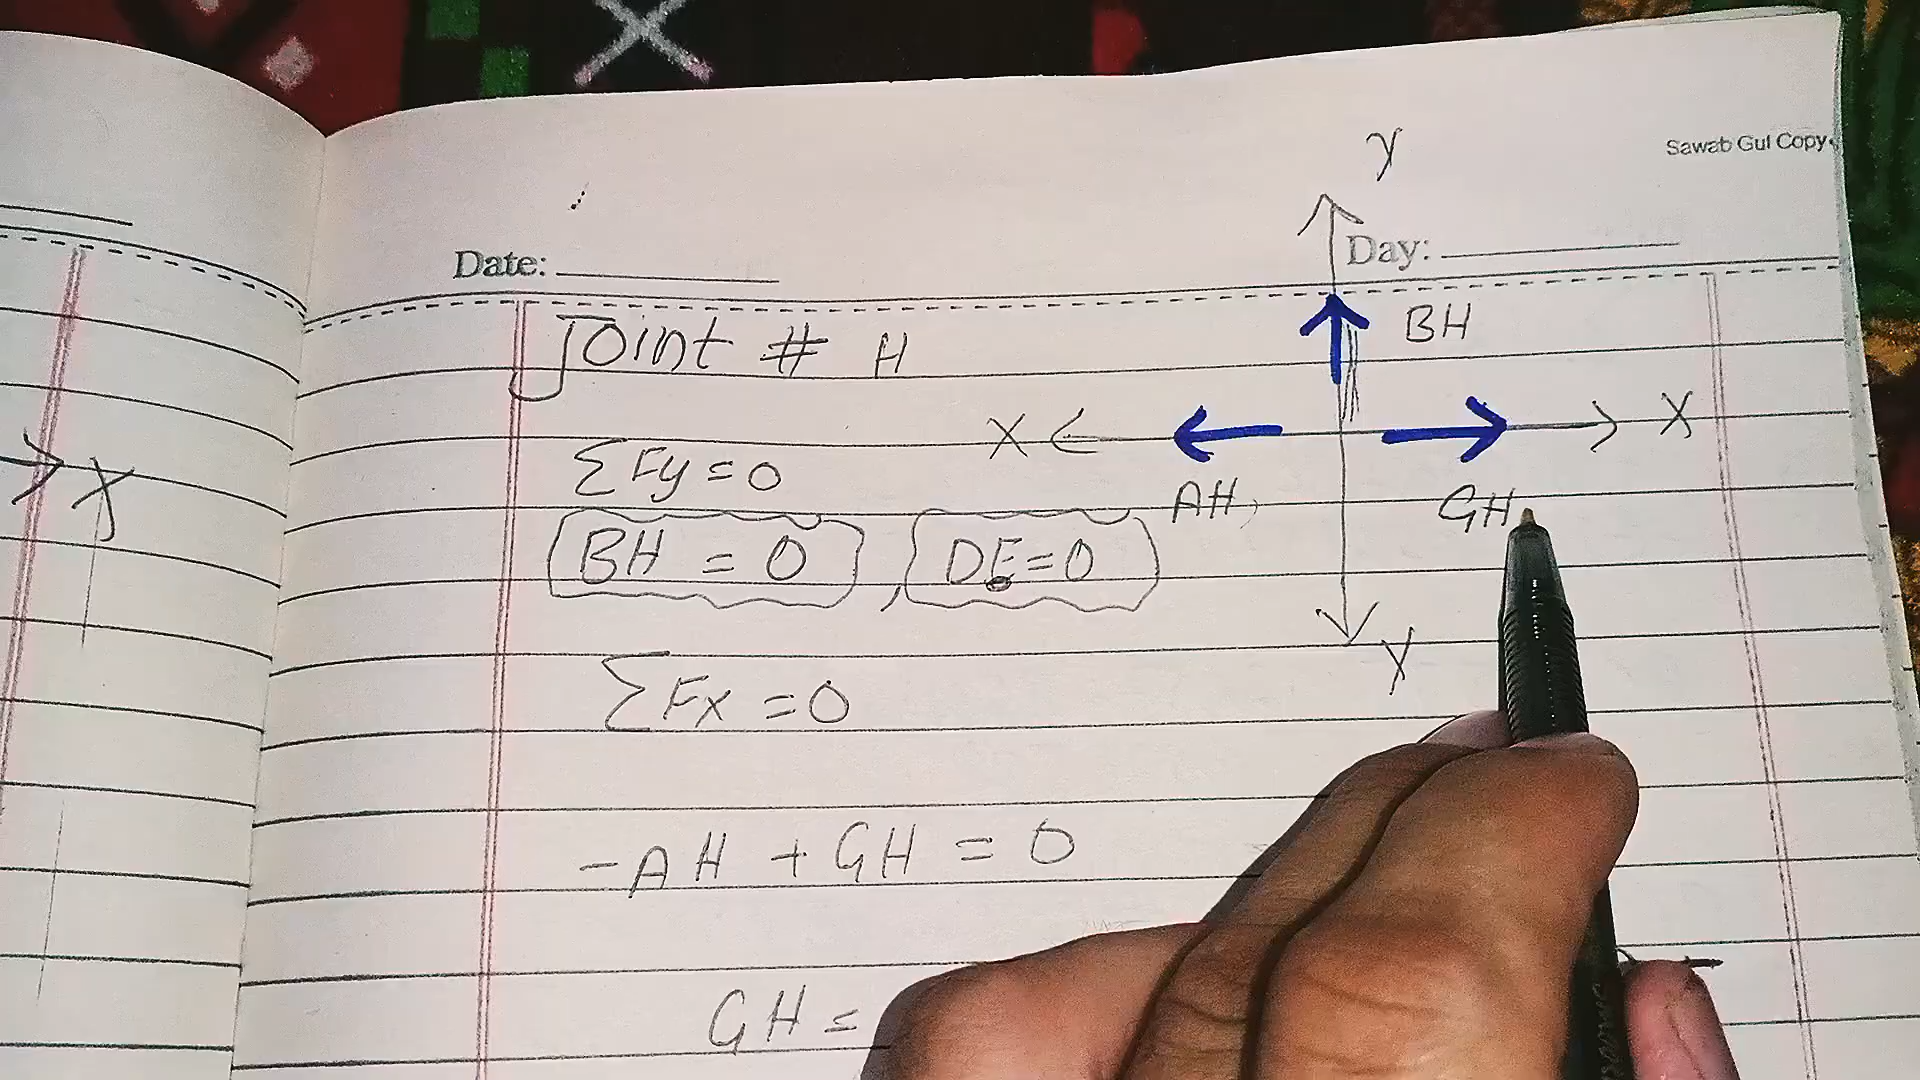 Y
Sawab Gul Copy
Date:
Day:
BH
Joint # H
X
X
ΣFy = 0
AH
GH
BH = 0 , DE = 0
Y
ΣFx = 0
X
-AH + GH = 0
GH =